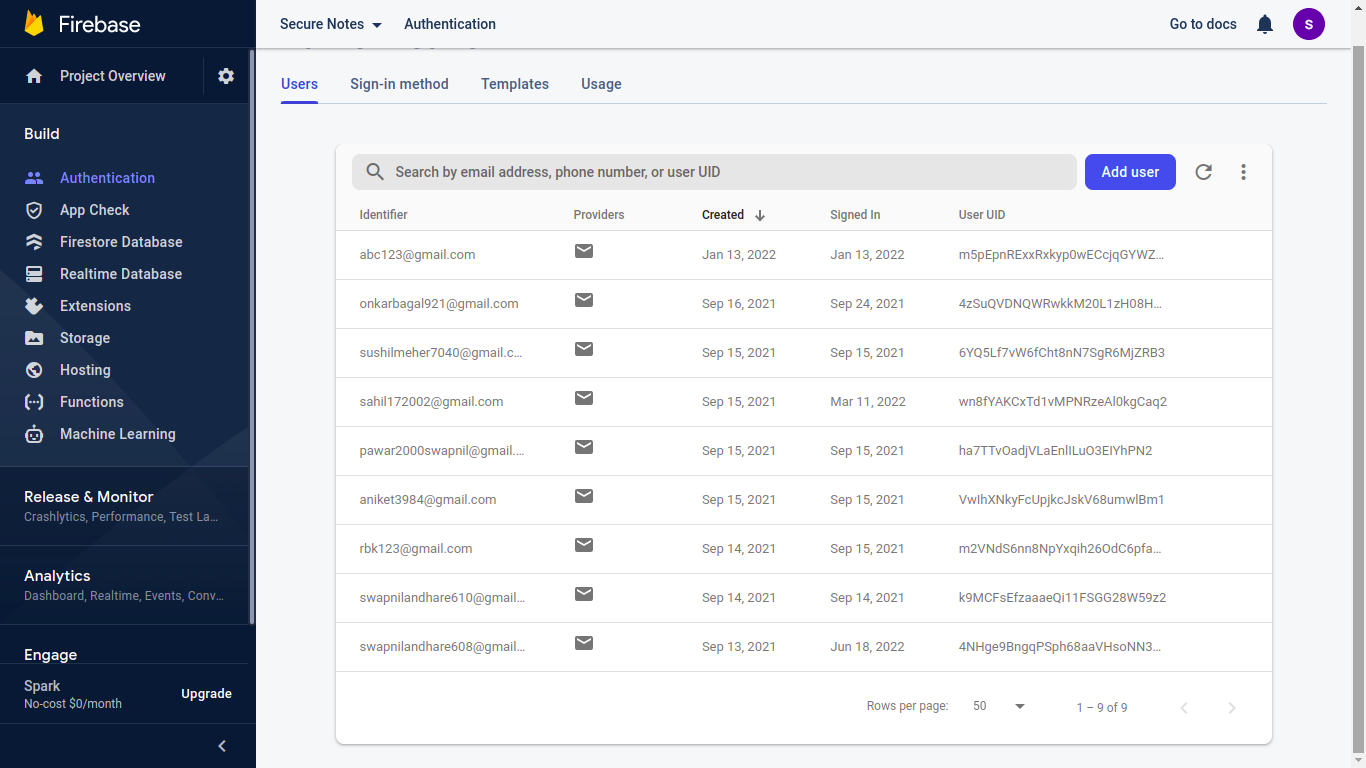 Firebase
Secure Notes Authentication Go to docs S
Project Overview
Users Sign-in method Templates Usage
Build
Authentication
App Check
Firestore Database
Realtime Database
Extensions
Storage
Hosting
Functions
Machine Learning
Release & Monitor
Crashlytics, Performance, Test La...
Analytics
Dashboard, Realtime, Events, Conv...
Engage
Spark
No-cost $0/month
Upgrade
Search by email address, phone number, or user UID Add user
Identifier Providers Created Signed In User UID
abc123@gmail.com Jan 13, 2022 Jan 13, 2022 m5pEpnRExxRxkyp0wECcjqGYWZ...
onkarbagal921@gmail.com Sep 16, 2021 Sep 24, 2021 4zSuQVDNQWRwkkM20L1zH08H...
sushilmeher7040@gmail.c... Sep 15, 2021 Sep 15, 2021 6YQ5Lf7vW6fCht8nN7SgR6MjZRB3
sahil172002@gmail.com Sep 15, 2021 Mar 11, 2022 wn8fYAKCxTd1vMPNRzeAl0kgCaq2
pawar2000swapnil@gmail.... Sep 15, 2021 Sep 15, 2021 ha7TTvOadjVLaEnlILuO3EIYhPN2
aniket3984@gmail.com Sep 15, 2021 Sep 15, 2021 VwIhXNkyFcUpjkcJskV68umwlBm1
rbk123@gmail.com Sep 14, 2021 Sep 15, 2021 m2VNdS6nn8NpYxqih26OdC6pfa...
swapnilandhare610@gmail... Sep 14, 2021 Sep 14, 2021 k9MCFsEfzaaaeQi11FSGG28W59z2
swapnilandhare608@gmail... Sep 13, 2021 Jun 18, 2022 4NHge9BngqPSph68aaVHsoNN3...
Rows per page: 50 1 – 9 of 9